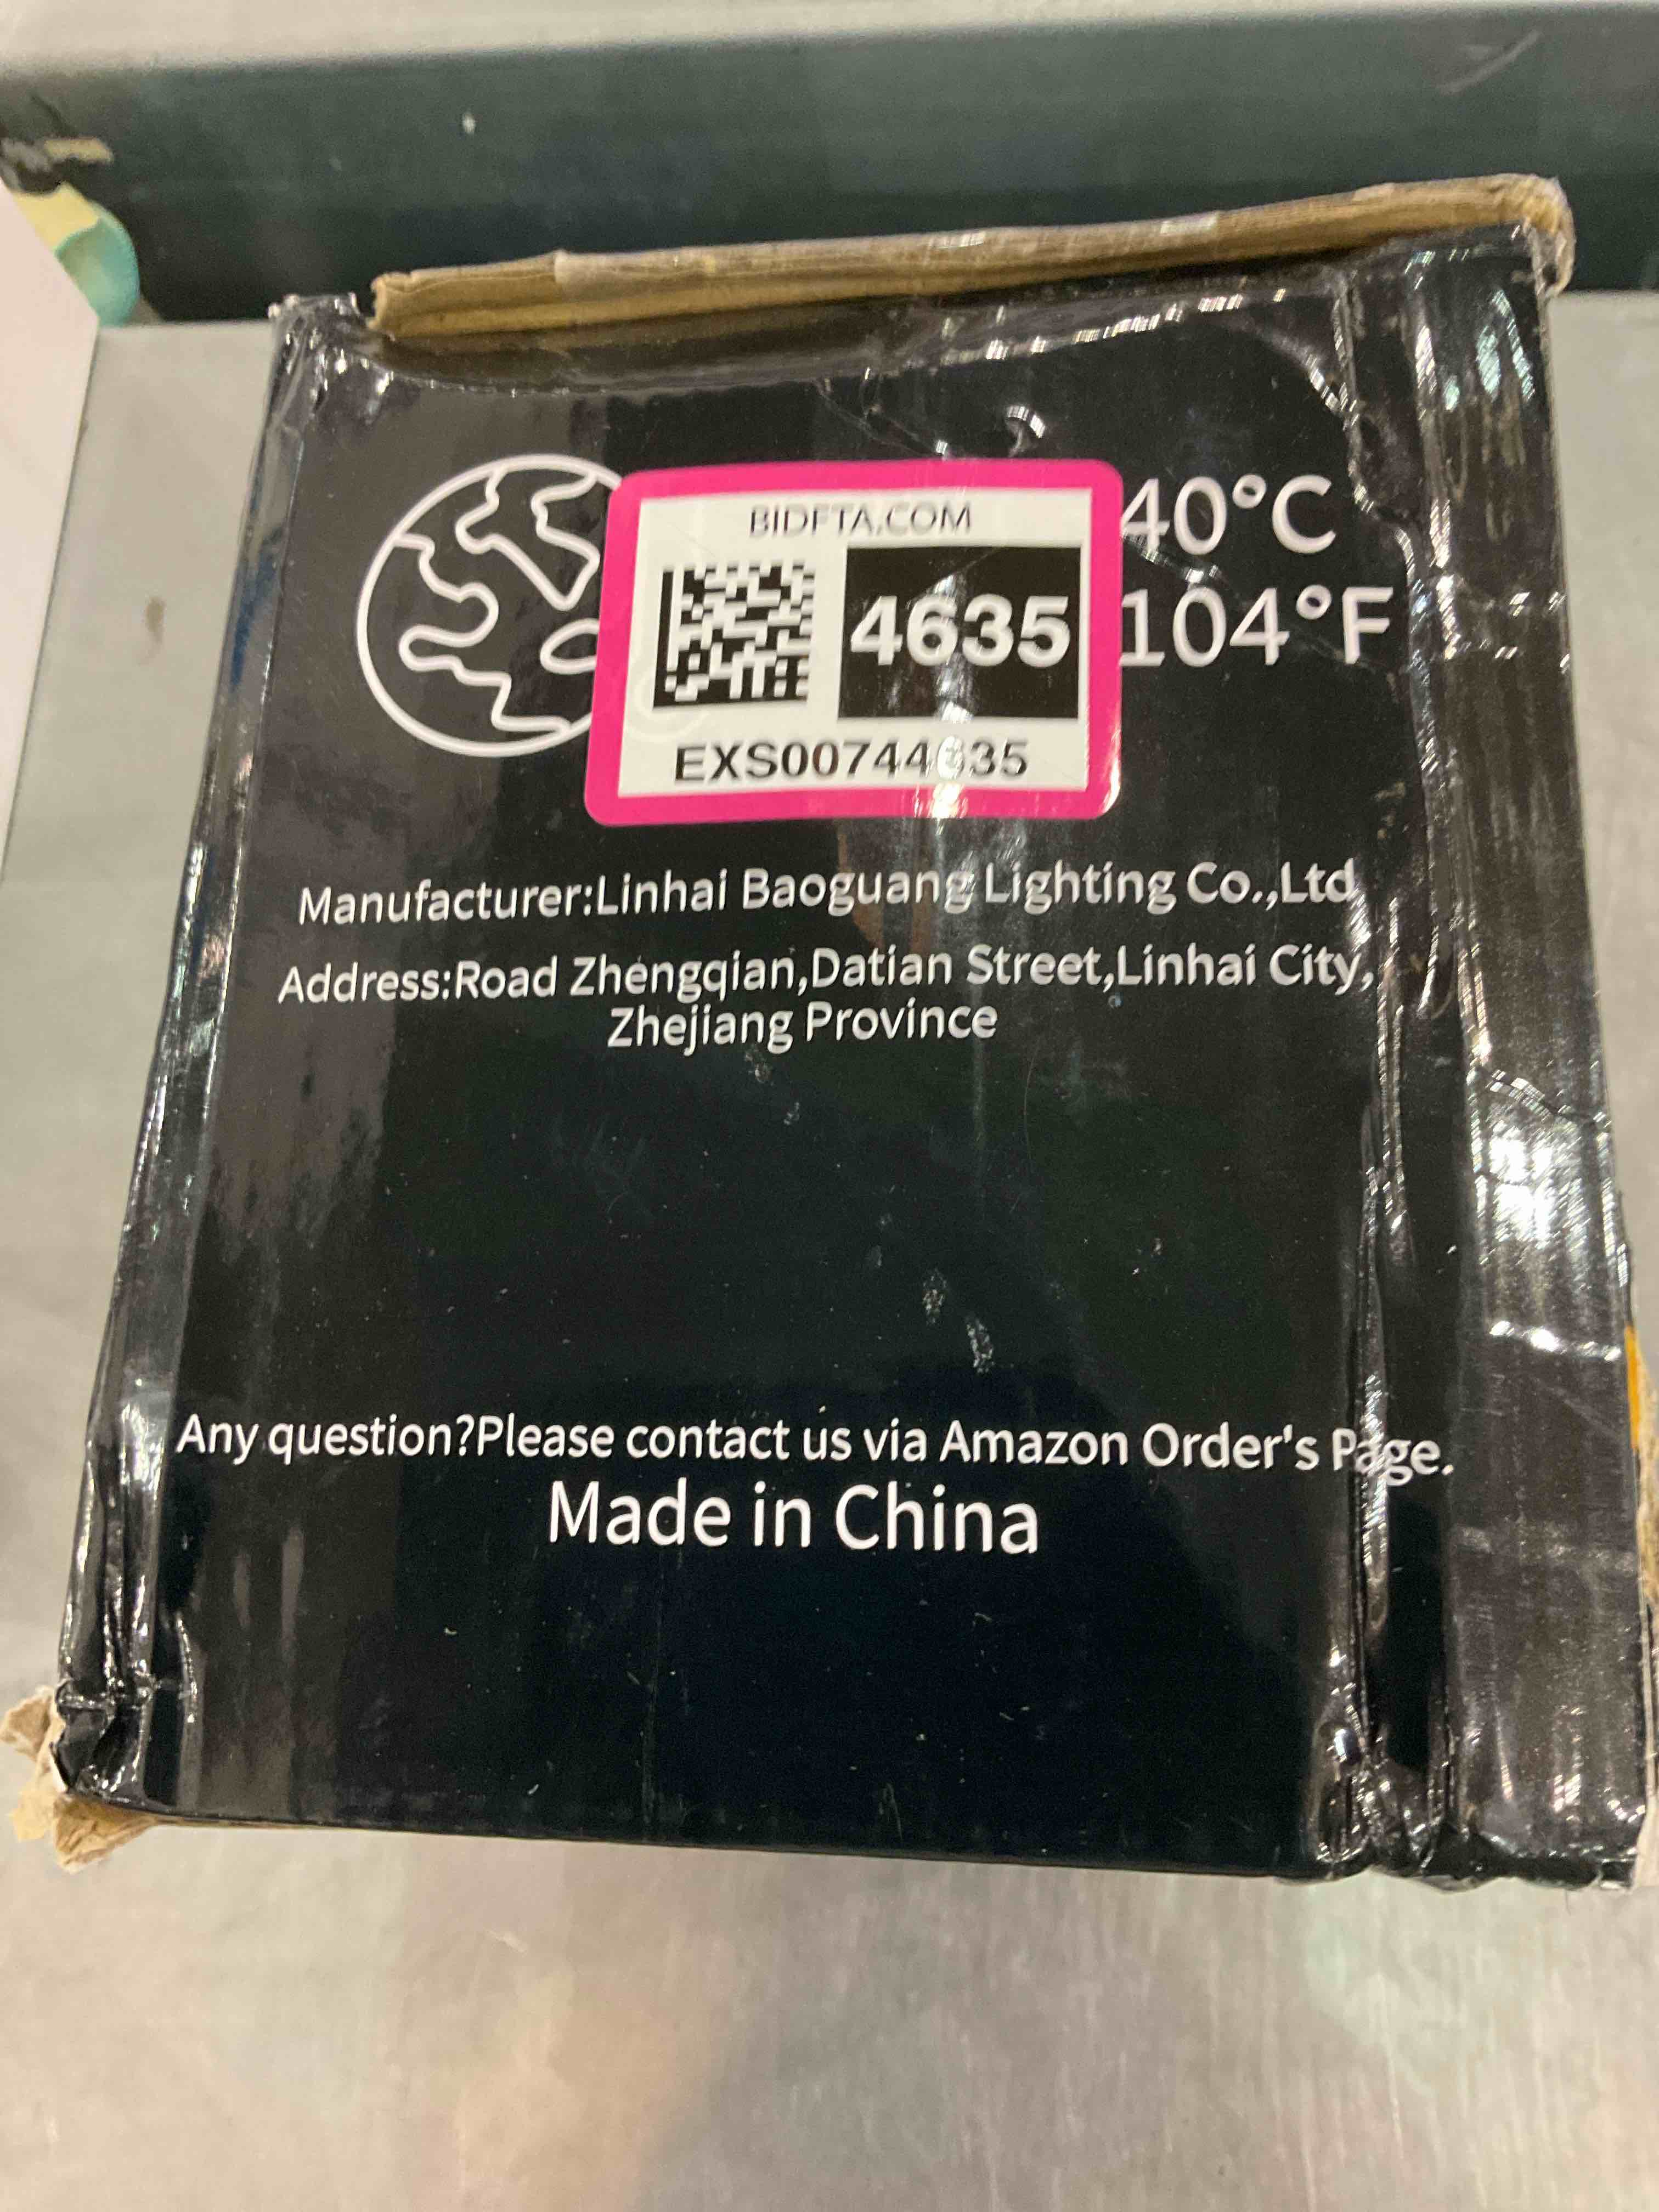 BIDFTA.COM
4635
EXS00744635
40°C
104°F
Manufacturer:Linhai Baoguang Lighting Co.,Ltd
Address:Road Zhengqian,Datian Street,Linhai City,
Zhejiang Province
Any question?Please contact us via Amazon Order's Page.
Made in China